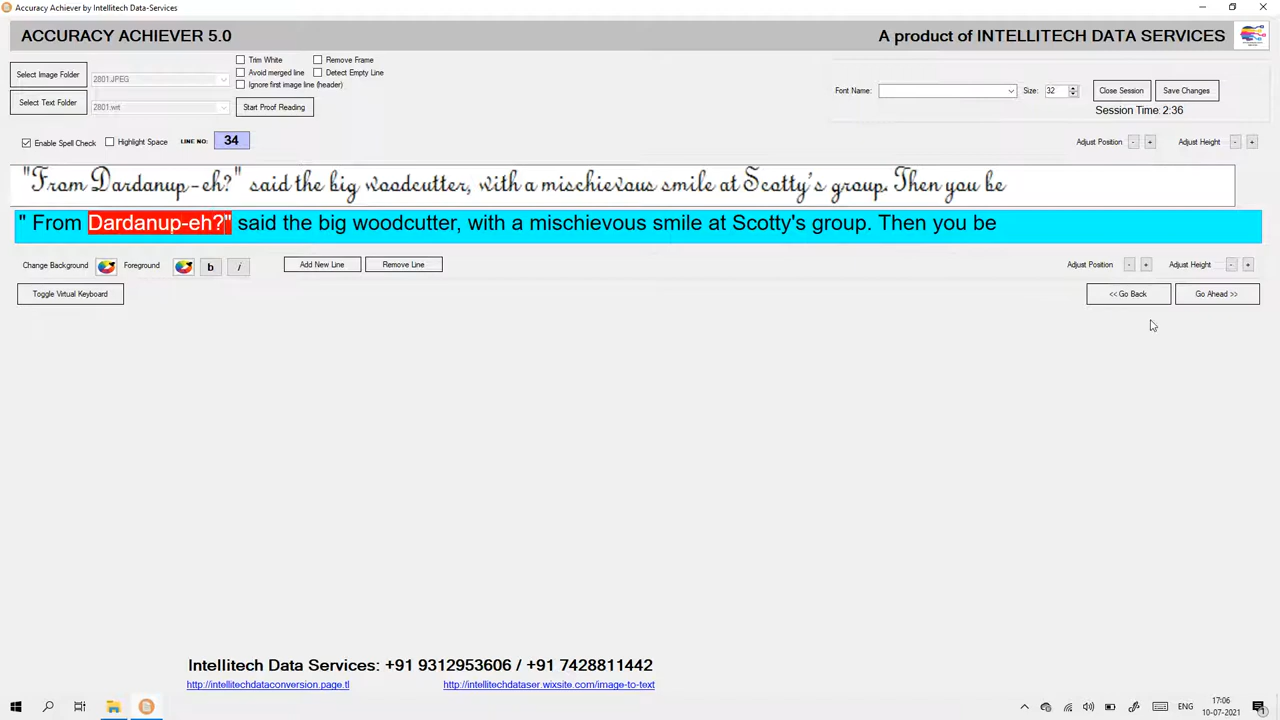 Accuracy Achiever by Intellitech Data-Services
ACCURACY ACHIEVER 5.0
A product of INTELLITECH DATA SERVICES
Select Image Folder
2801.JPEG
Trim White
Remove Frame
Avoid merged line
Detect Empty Line
Ignore first image line (header)
Font Name:
Size:
32
Close Session
Save Changes
Select Text Folder
2801.wrt
Start Proof Reading
Session Time: 2:36
Enable Spell Check
Highlight Space
LINE NO:
34
Adjust Position
-
+
Adjust Height
-
+
"From Dardanup-eh?" said the big woodcutter, with a mischievous smile at Scotty's group. Then you be
" From Dardanup-eh?" said the big woodcutter, with a mischievous smile at Scotty's group. Then you be
Change Background
Foreground
b
i
Add New Line
Remove Line
Adjust Position
-
+
Adjust Height
-
+
Toggle Virtual Keyboard
<< Go Back
Go Ahead >>
Intellitech Data Services: +91 9312953606 / +91 7428811442
http://intellitechdataconversion.page.tl
http://intellitechdataser.wixsite.com/image-to-text
ENG
17:06
10-07-2021
1